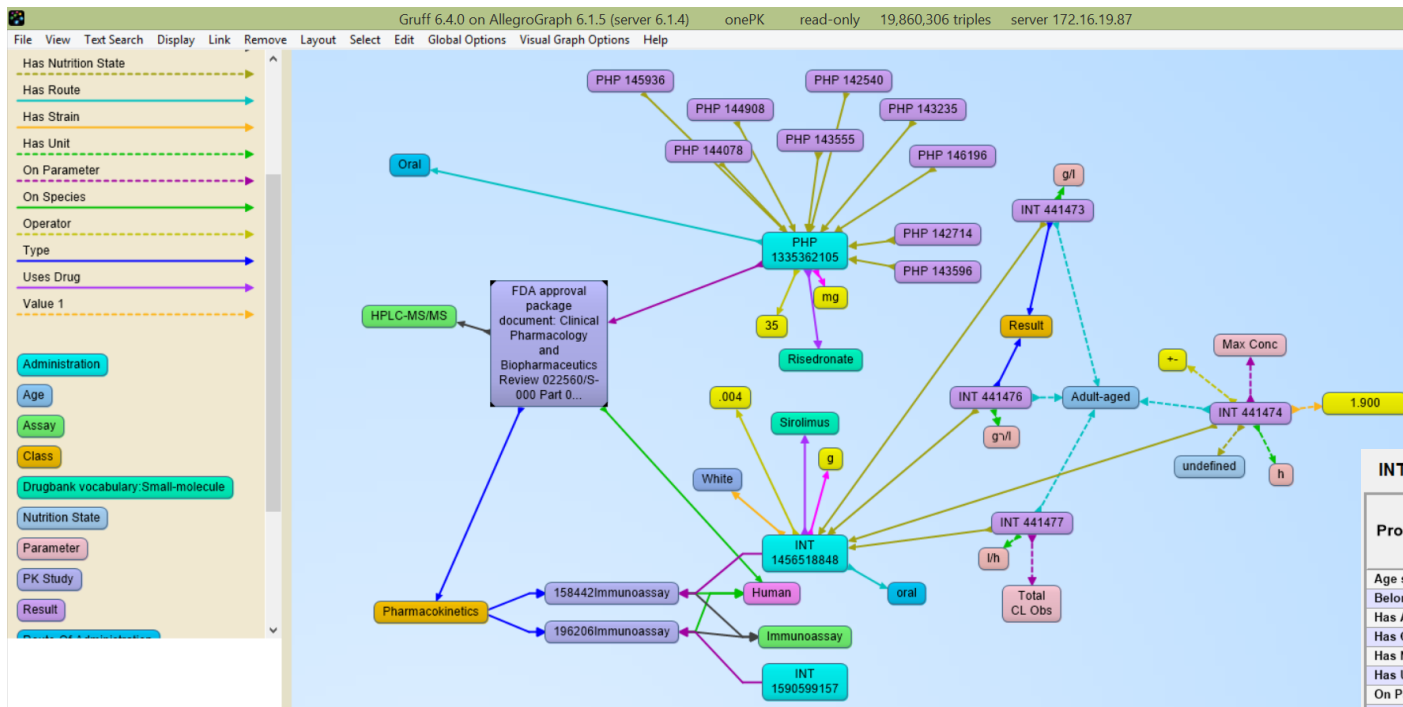 Gruff 6.4.0 on AllegroGraph 6.1.5 (server 6.1.4) onePK read-only 19,860,306 triples server 172.16.19.87
File View Text Search Display Link Remove Layout Select Edit Global Options Visual Graph Options Help
Has Nutrition State
Has Route
Has Strain
Has Unit
On Parameter
On Species
Operator
Type
Uses Drug
Value 1
Administration
Age
Assay
Class
Drugbank vocabulary:Small-molecule
Nutrition State
Parameter
PK Study
Result
Route Of Administration
PHP 145936
PHP 142540
PHP 144908
PHP 143235
PHP 143555
PHP 144078
PHP 146196
Oral
g/l
INT 441473
PHP
1335362105
PHP 142714
PHP 143596
mg
35
Risedronate
FDA approval
package
document: Clinical
Pharmacology
and
Biopharmaceutics
Review 022560/S-
000 Part 0...
HPLC-MS/MS
Result
Max Conc
+-
INT 441476
Adult-aged
INT 441474
1.900
.004
Sirolimus
g
White
undefined
h
INT
INT 441477
l/h
Total
CL Obs
INT
1456518848
oral
Human
158442Immunoassay
196206Immunoassay
Pharmacokinetics
Immunoassay
INT
1590599157
Pro
Age s
Belon
Has A
Has
Has
Has U
On P